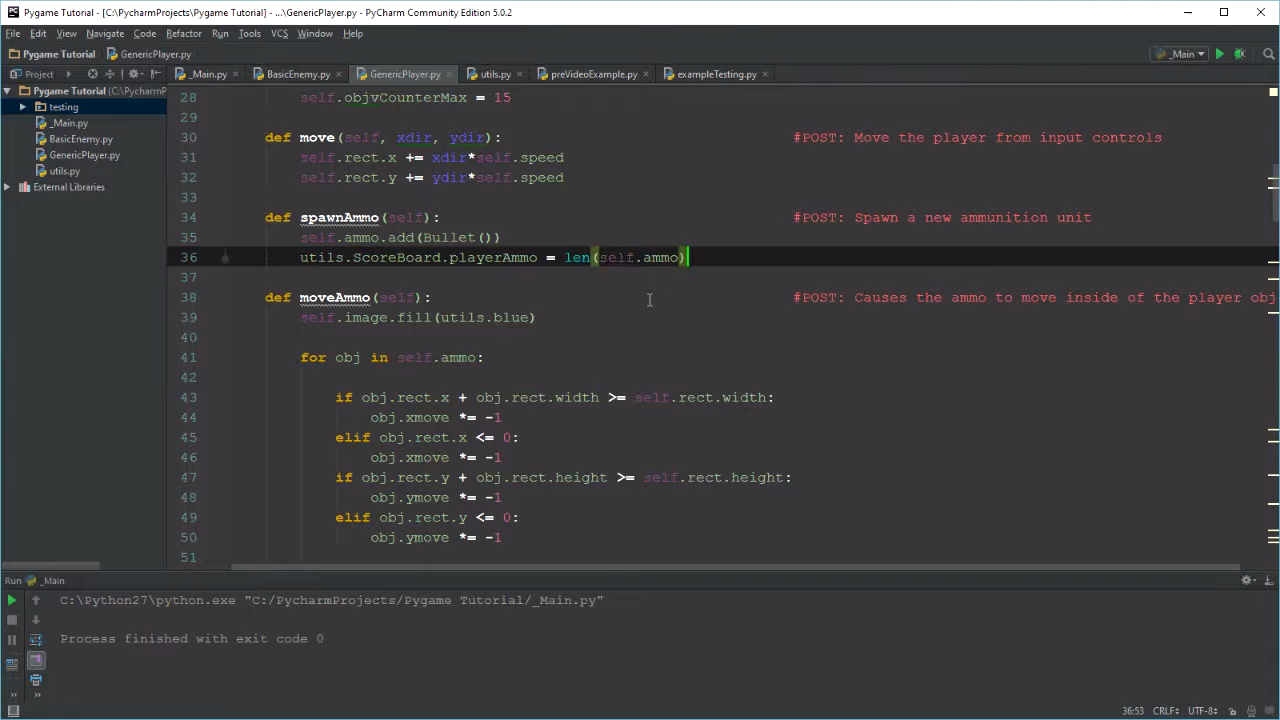 Pygame Tutorial - [C:\PycharmProjects\Pygame Tutorial] - ...\GenericPlayer.py - PyCharm Community Edition 5.0.2
File Edit View Navigate Code Refactor Run Tools VCS Window Help
Pygame Tutorial GenericPlayer.py _Main
Project _Main.py BasicEnemy.py GenericPlayer.py utils.py preVideoExample.py exampleTesting.py
Pygame Tutorial (C:\PycharmP
testing
_Main.py
BasicEnemy.py
GenericPlayer.py
utils.py
External Libraries
28 self.objvCounterMax = 15
29
30 def move(self, xdir, ydir): #POST: Move the player from input controls
31 self.rect.x += xdir*self.speed
32 self.rect.y += ydir*self.speed
33
34 def spawnAmmo(self): #POST: Spawn a new ammunition unit
35 self.ammo.add(Bullet())
36 utils.ScoreBoard.playerAmmo = len(self.ammo)
37
38 def moveAmmo(self): #POST: Causes the ammo to move inside of the player obj
39 self.image.fill(utils.blue)
40
41 for obj in self.ammo:
42
43 if obj.rect.x + obj.rect.width >= self.rect.width:
44 obj.xmove *= -1
45 elif obj.rect.x <= 0:
46 obj.xmove *= -1
47 if obj.rect.y + obj.rect.height >= self.rect.height:
48 obj.ymove *= -1
49 elif obj.rect.y <= 0:
50 obj.ymove *= -1
51
Run _Main
C:\Python27\python.exe "C:/PycharmProjects/Pygame Tutorial/_Main.py"
Process finished with exit code 0
36:53 CRLF UTF-8